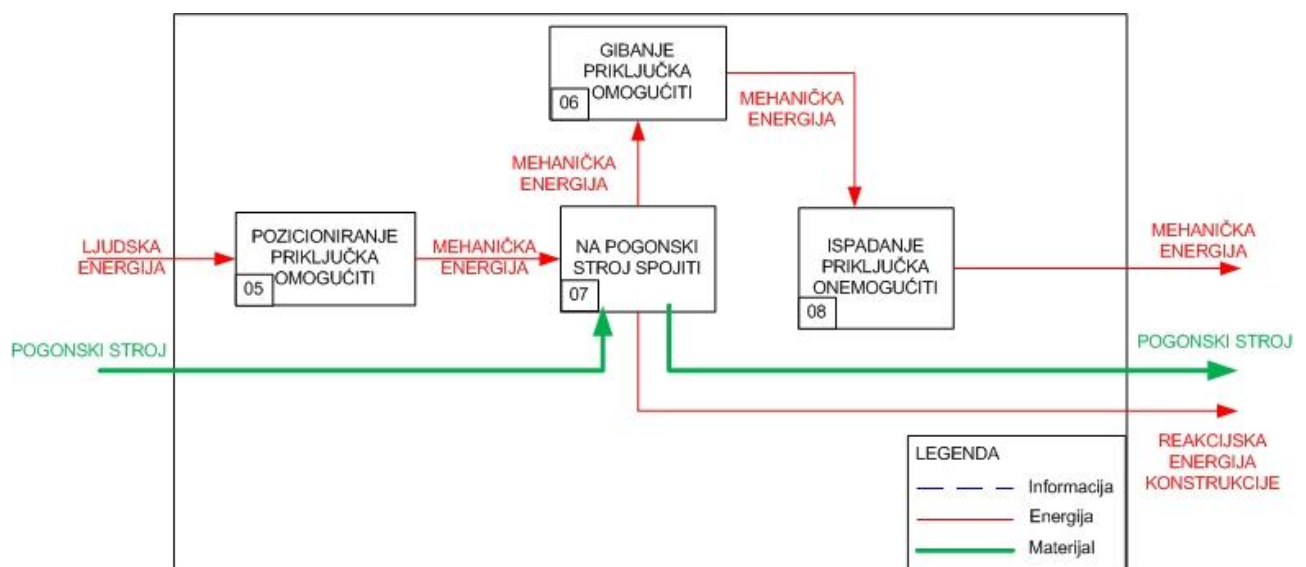 GIBANJE
PRIKLJUČKA
OMOGUĆITI
06
MEHANIČKA
ENERGIJA
MEHANIČKA
ENERGIJA
LJUDSKA
ENERGIJA
POZICIONIRANJE
PRIKLJUČKA
OMOGUĆITI
05
MEHANIČKA
ENERGIJA
NA POGONSKI
STROJ SPOJITI
07
ISPADANJE
PRIKLJUČKA
ONEMOGUĆITI
08
MEHANIČKA
ENERGIJA
POGONSKI STROJ
POGONSKI STROJ
REAKCIJSKA
ENERGIJA
KONSTRUKCIJE
LEGENDA
Informacija
Energija
Materijal